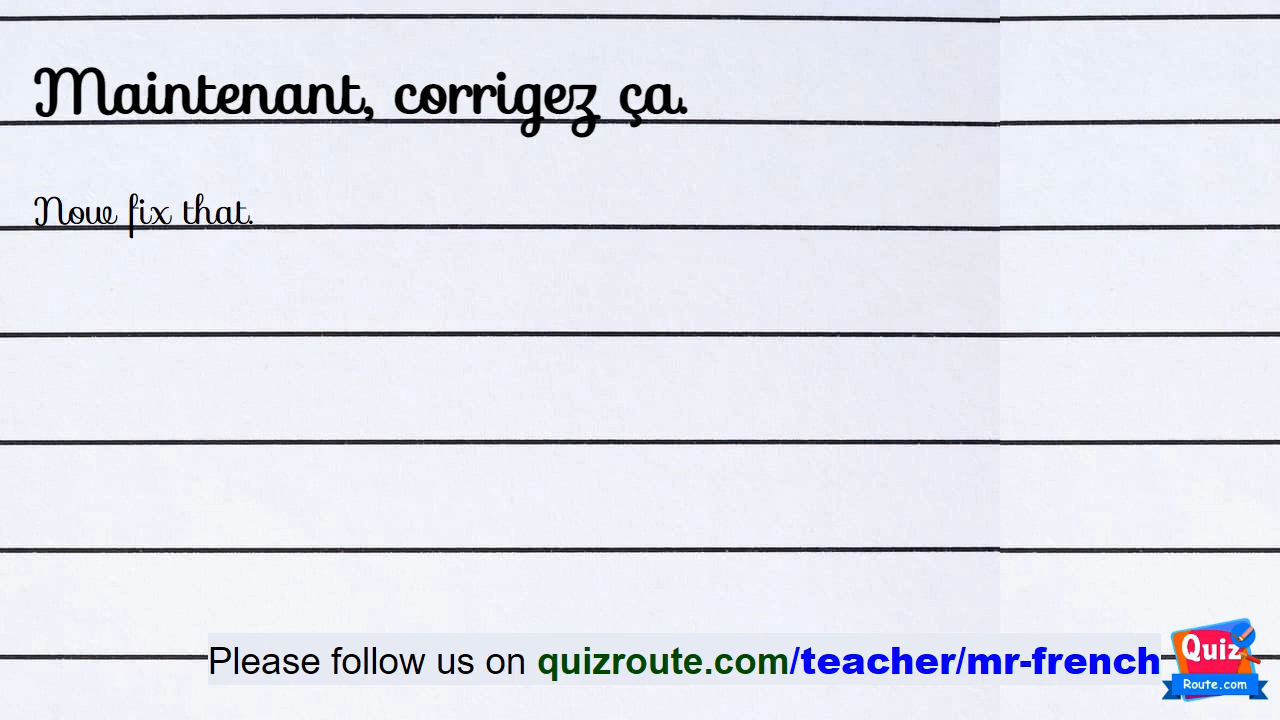 Maintenant, corrigez ça.
Now fix that.
Please follow us on quizroute.com/teacher/mr-french
Quiz
Route.com